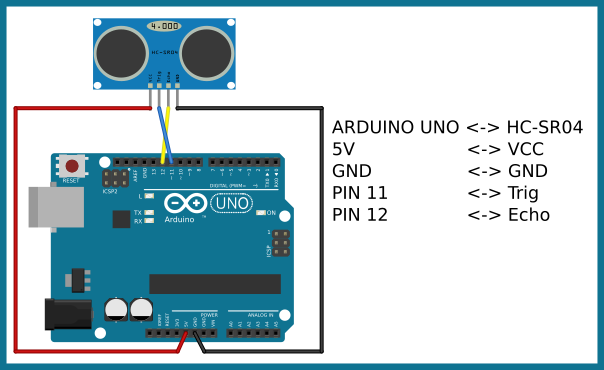 4.000
HC-SR04
Vcc
Trig
Echo
GND
ARDUINO UNO <-> HC-SR04
5V <-> VCC
GND <-> GND
PIN 11 <-> Trig
PIN 12 <-> Echo
RESET
ICSP2
AREF
GND
13
12
~11
~10
~9
8
7
~6
~5
4
~3
2
TX0 1
RX0 0
DIGITAL (PWM~)
L
TX
RX
UNO
ON
Arduino
ICSP
1
IOREF
RESET
3V3
5V
GND
GND
VIN
POWER
ANALOG IN
A0
A1
A2
A3
A4
A5